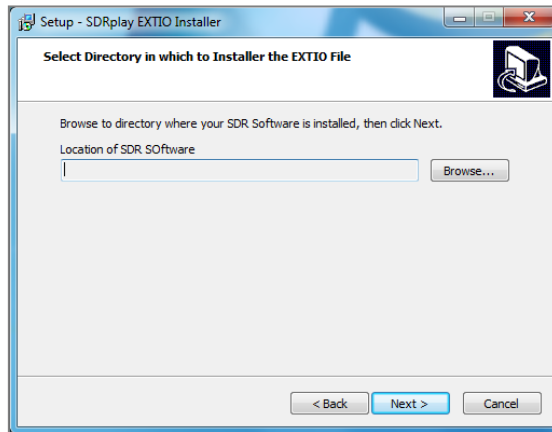 Setup - SDRplay EXTIO Installer
Select Directory in which to Installer the EXTIO File
Browse to directory where your SDR Software is installed, then click Next.
Location of SDR SOftware
Browse...
< Back Next > Cancel